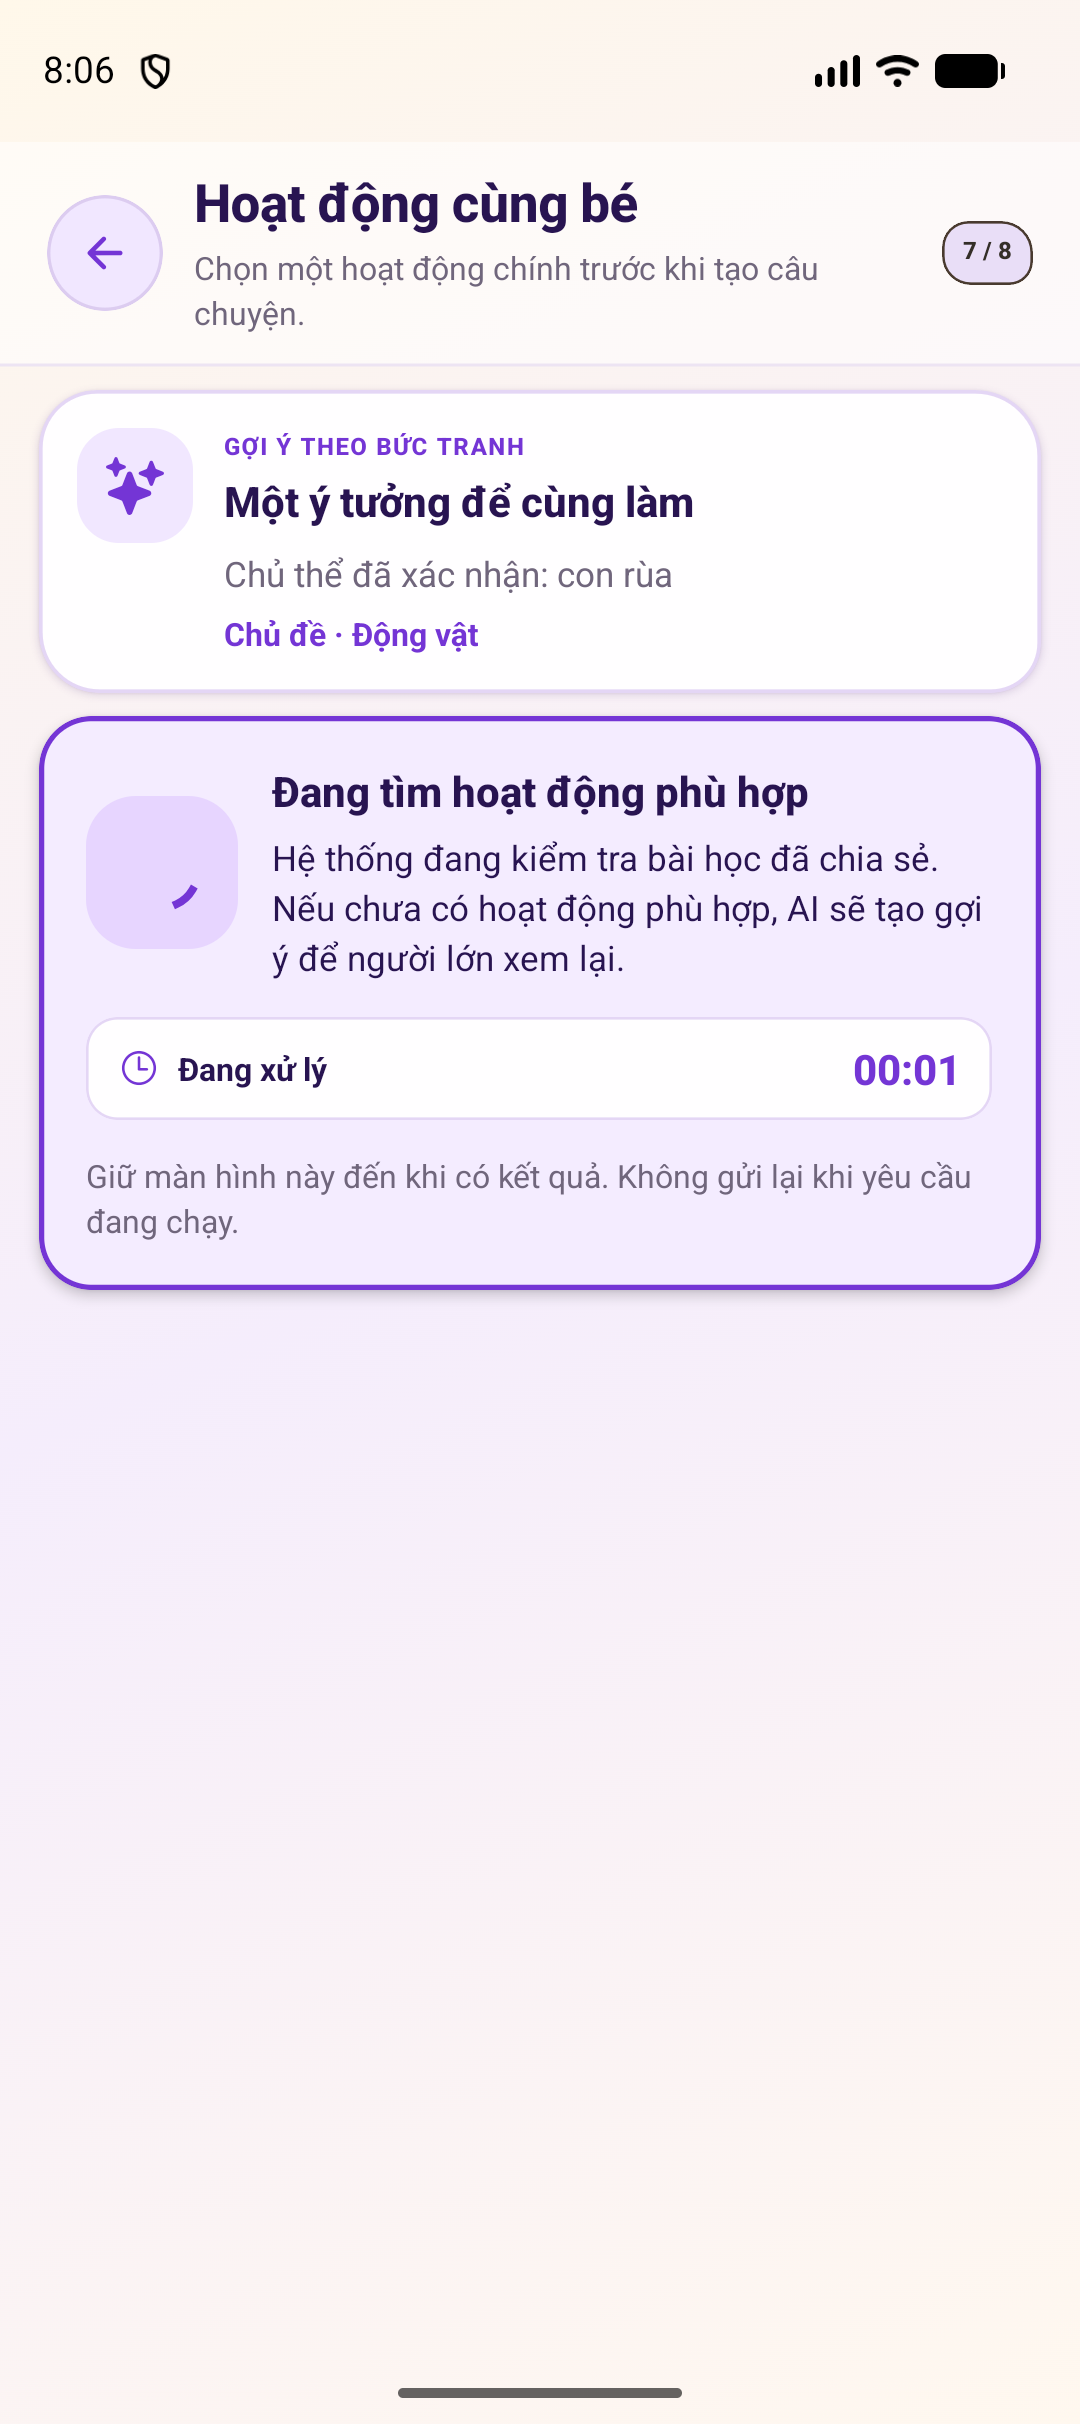 8:06
Hoạt động cùng bé
Chọn một hoạt động chính trước khi tạo câu
chuyện.
7 / 8
GỢI Ý THEO BỨC TRANH
Một ý tưởng để cùng làm
Chủ thể đã xác nhận: con rùa
Chủ đề · Động vật
Đang tìm hoạt động phù hợp
Hệ thống đang kiểm tra bài học đã chia sẻ.
Nếu chưa có hoạt động phù hợp, AI sẽ tạo gợi
ý để người lớn xem lại.
Đang xử lý
00:01
Giữ màn hình này đến khi có kết quả. Không gửi lại khi yêu cầu
đang chạy.